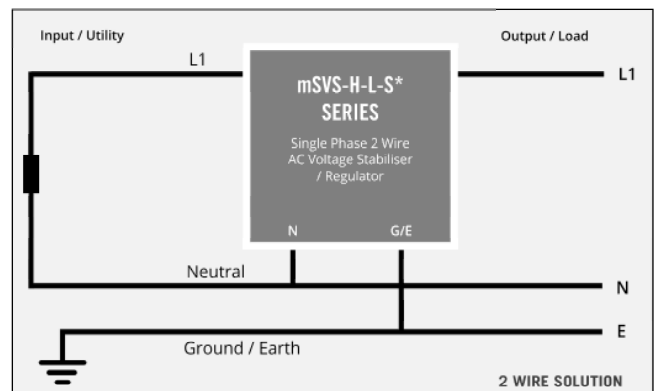 Input / Utility
Output / Load
L1
L1
mSVS-H-L-S*
SERIES
Single Phase 2 Wire
AC Voltage Stabiliser
/ Regulator
N
G/E
Neutral
N
E
Ground / Earth
2 WIRE SOLUTION